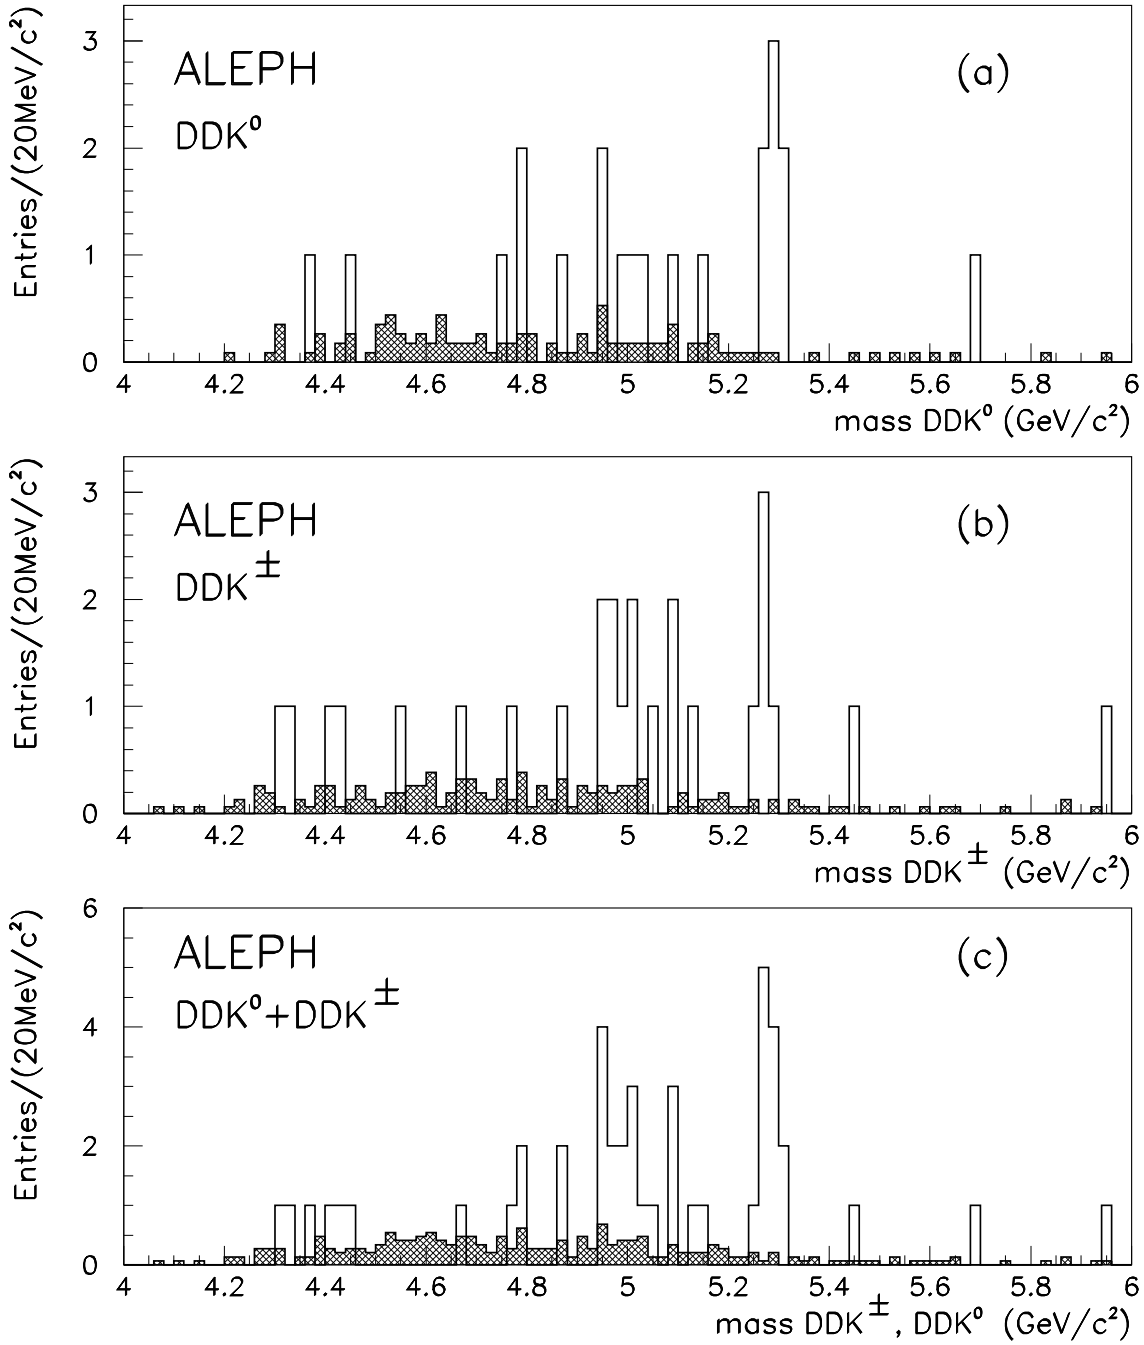 Entries/(20MeV/c²)
3
2
1
0
ALEPH
DDK⁰
(a)
4 4.2 4.4 4.6 4.8 5 5.2 5.4 5.6 5.8 6
mass DDK⁰ (GeV/c²)
Entries/(20MeV/c²)
3
2
1
0
ALEPH
DDK±
(b)
4 4.2 4.4 4.6 4.8 5 5.2 5.4 5.6 5.8 6
mass DDK± (GeV/c²)
Entries/(20MeV/c²)
6
4
2
0
ALEPH
DDK⁰+DDK±
(c)
4 4.2 4.4 4.6 4.8 5 5.2 5.4 5.6 5.8 6
mass DDK±, DDK⁰ (GeV/c²)